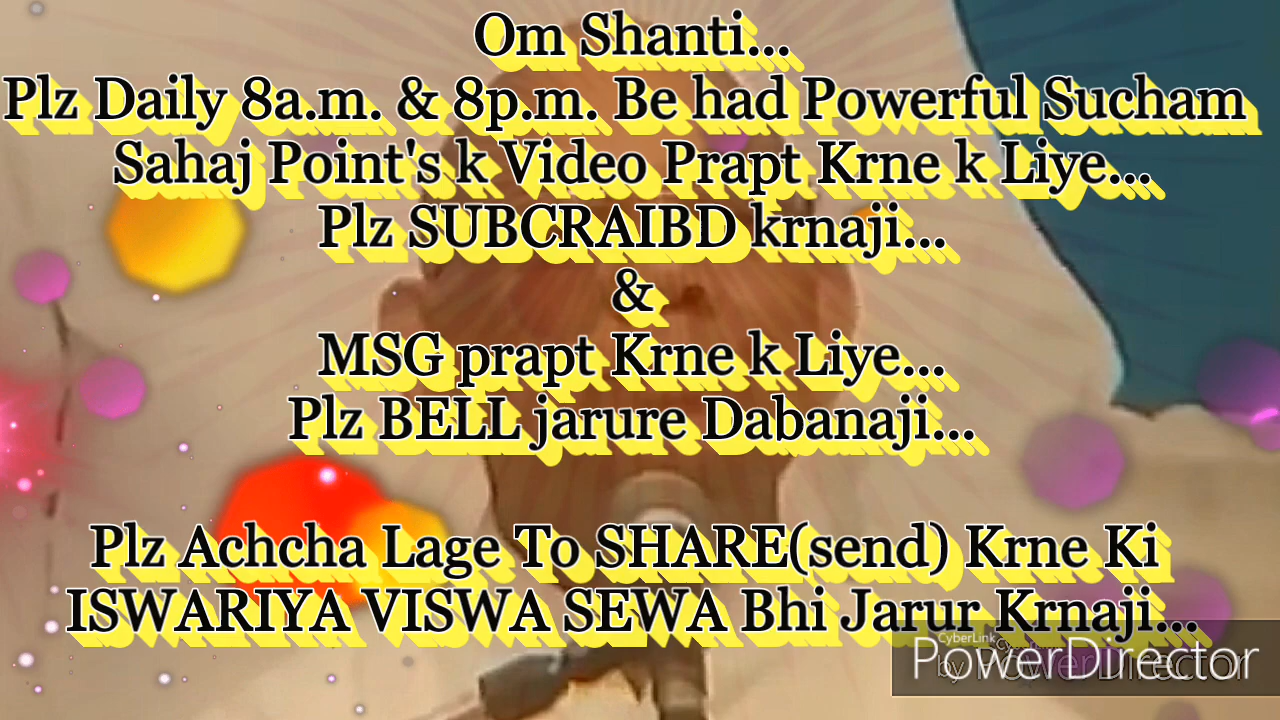 Om Shanti...
Plz Daily 8a.m. & 8p.m. Be had Powerful Sucham
Sahaj Point's k Video Prapt Krne k Liye...
Plz SUBCRAIBD krnaji...
&
MSG prapt Krne k Liye...
Plz BELL jarure Dabanaji...
Plz Achcha Lage To SHARE(send) Krne Ki
ISWARIYA VISWA SEWA Bhi Jarur Krnaji...
CyberLink
by PowerDirector